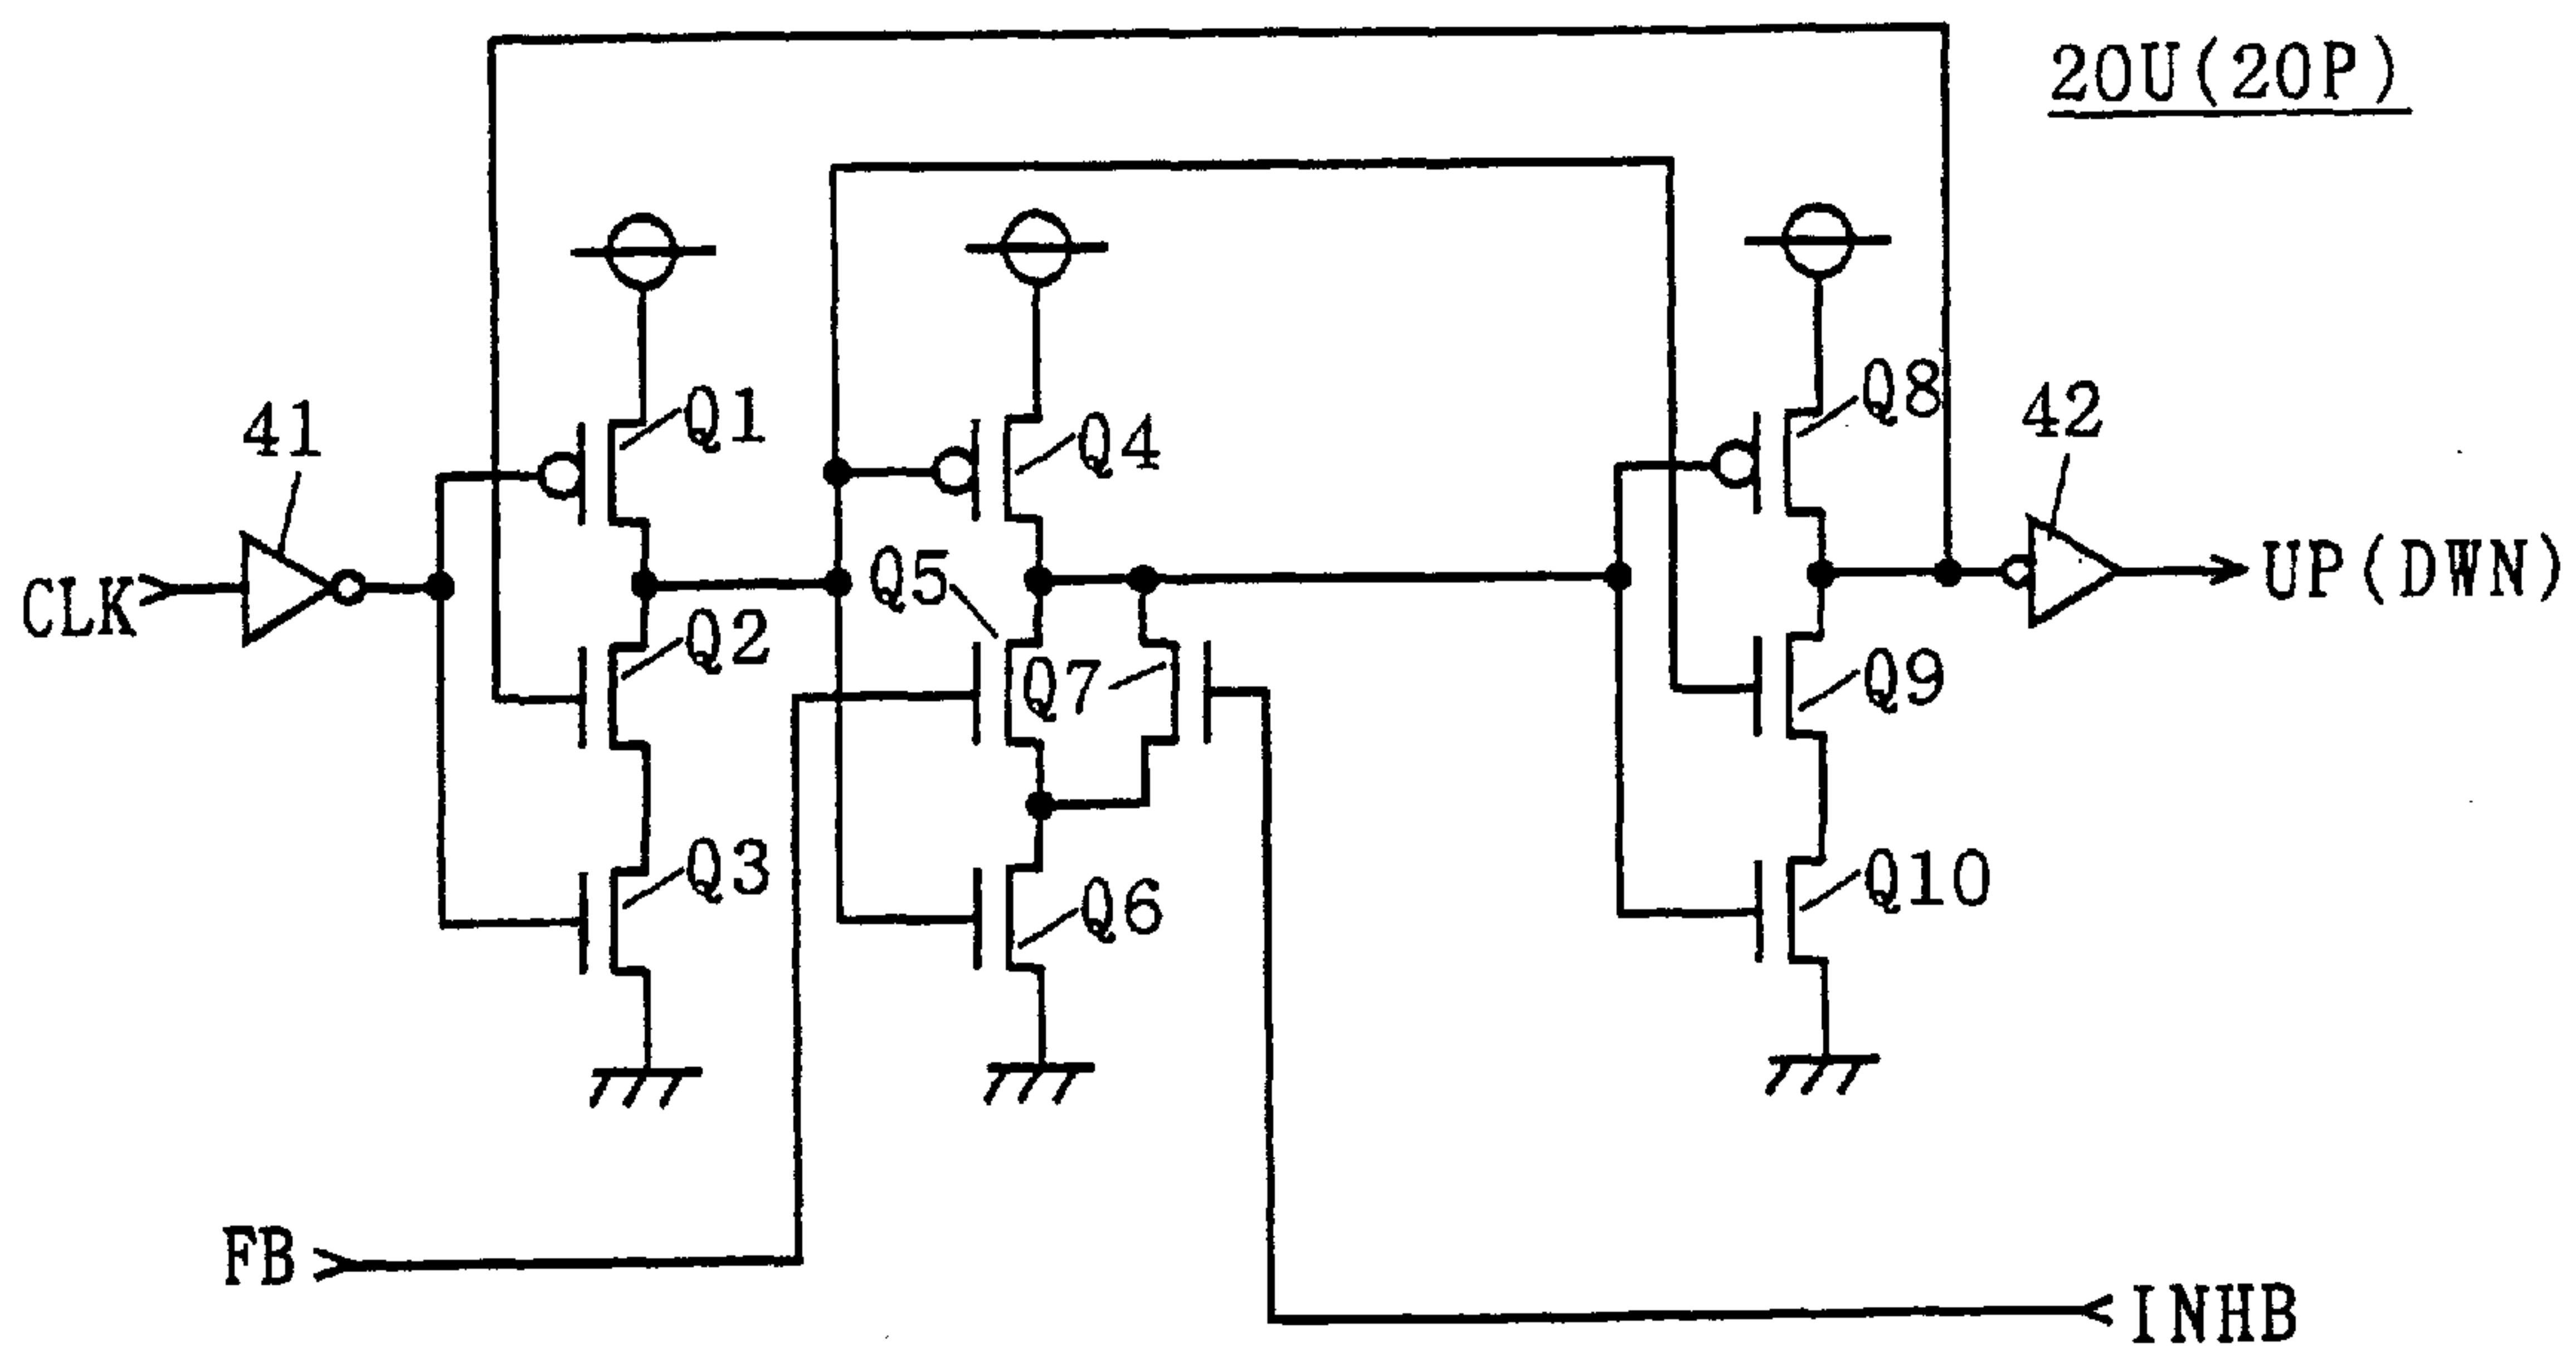 20U(20P)
Q1
Q4
Q8
41
42
Q5
CLK
UP(DWN)
Q2
Q7
Q9
Q3
Q6
Q10
FB
INHB